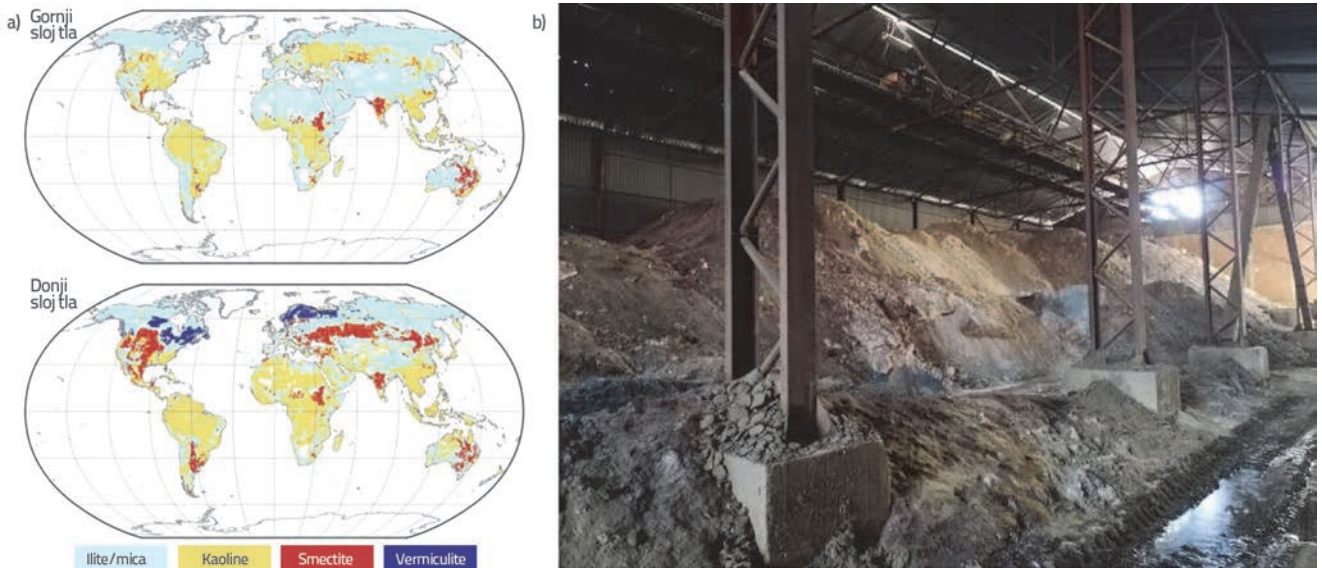 a)
Gornji
sloj tla
Donji
sloj tla
Ilite/mica
Kaoline
Smectite
Vermiculite
b)